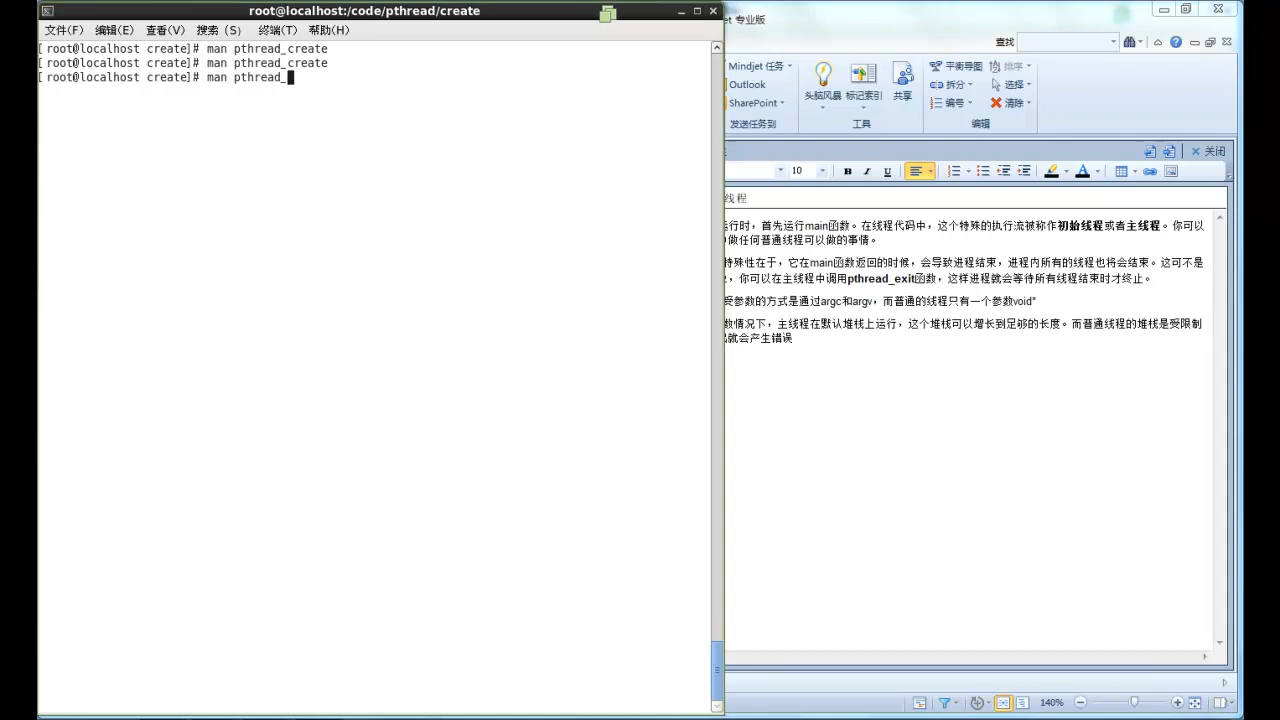 root@localhost:/code/pthread/create
文件(F) 编辑(E) 查看(V) 搜索 (S) 终端(T) 帮助(H)
[root@localhost create]# man pthread_create
[root@localhost create]# man pthread_create
[root@localhost create]# man pthread_
et 专业版
查找
Mindjet 任务
Outlook
SharePoint
发送任务到
头脑风暴 标记索引 共享
工具
平衡导图 排序
拆分 选择
编号 清除
编辑
关闭
10 B I U A
线程
运行时，首先运行main函数。在线程代码中，这个特殊的执行流被称作初始线程或者主线程。你可以
中做任何普通线程可以做的事情。
特殊性在于，它在main函数返回的时候，会导致进程结束，进程内所有的线程也将会结束。这可不是
，你可以在主线程中调用pthread_exit函数，这样进程就会等待所有线程结束时才终止。
受参数的方式是通过argc和argv，而普通的线程只有一个参数void*
数情况下，主线程在默认堆栈上运行，这个堆栈可以增长到足够的长度。而普通线程的堆栈是受限制
就会产生错误
140%